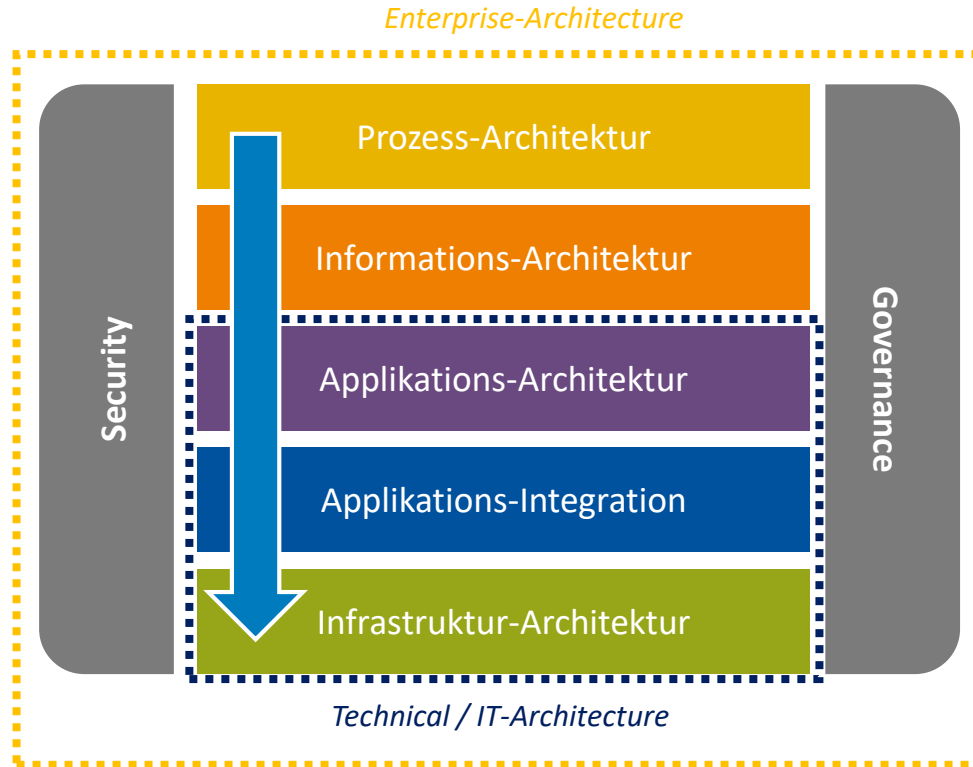 Enterprise-Architecture
Security
Prozess-Architektur
Informations-Architektur
Applikations-Architektur
Applikations-Integration
Infrastruktur-Architektur
Governance
Technical / IT-Architecture